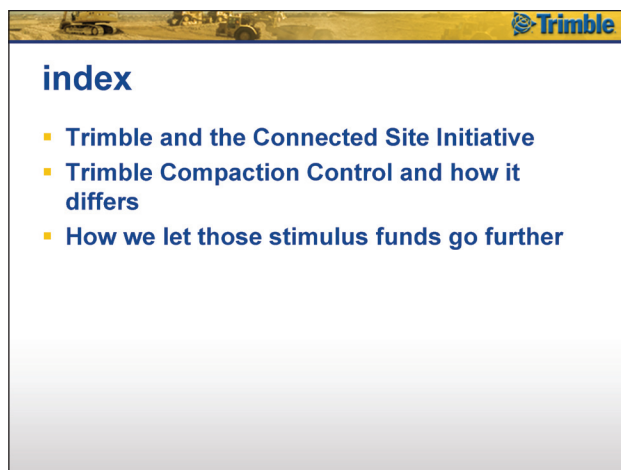 Trimble
index
Trimble and the Connected Site Initiative
Trimble Compaction Control and how it
differs
How we let those stimulus funds go further